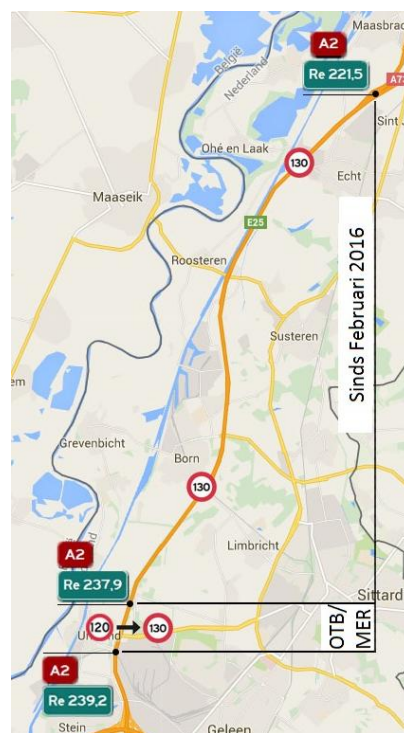 Maasbrac
A2
Re 221,5
België
Nederland
A73
Sint J
Ohé en Laak
130
Echt
Maaseik
E25
Roosteren
Sinds Februari 2016
Susteren
em
Grevenbicht
Born
130
Limbricht
A2
Re 237,9
Sittard
OTB/
MER
120
130
A2
Re 239,2
Stein
Geleen